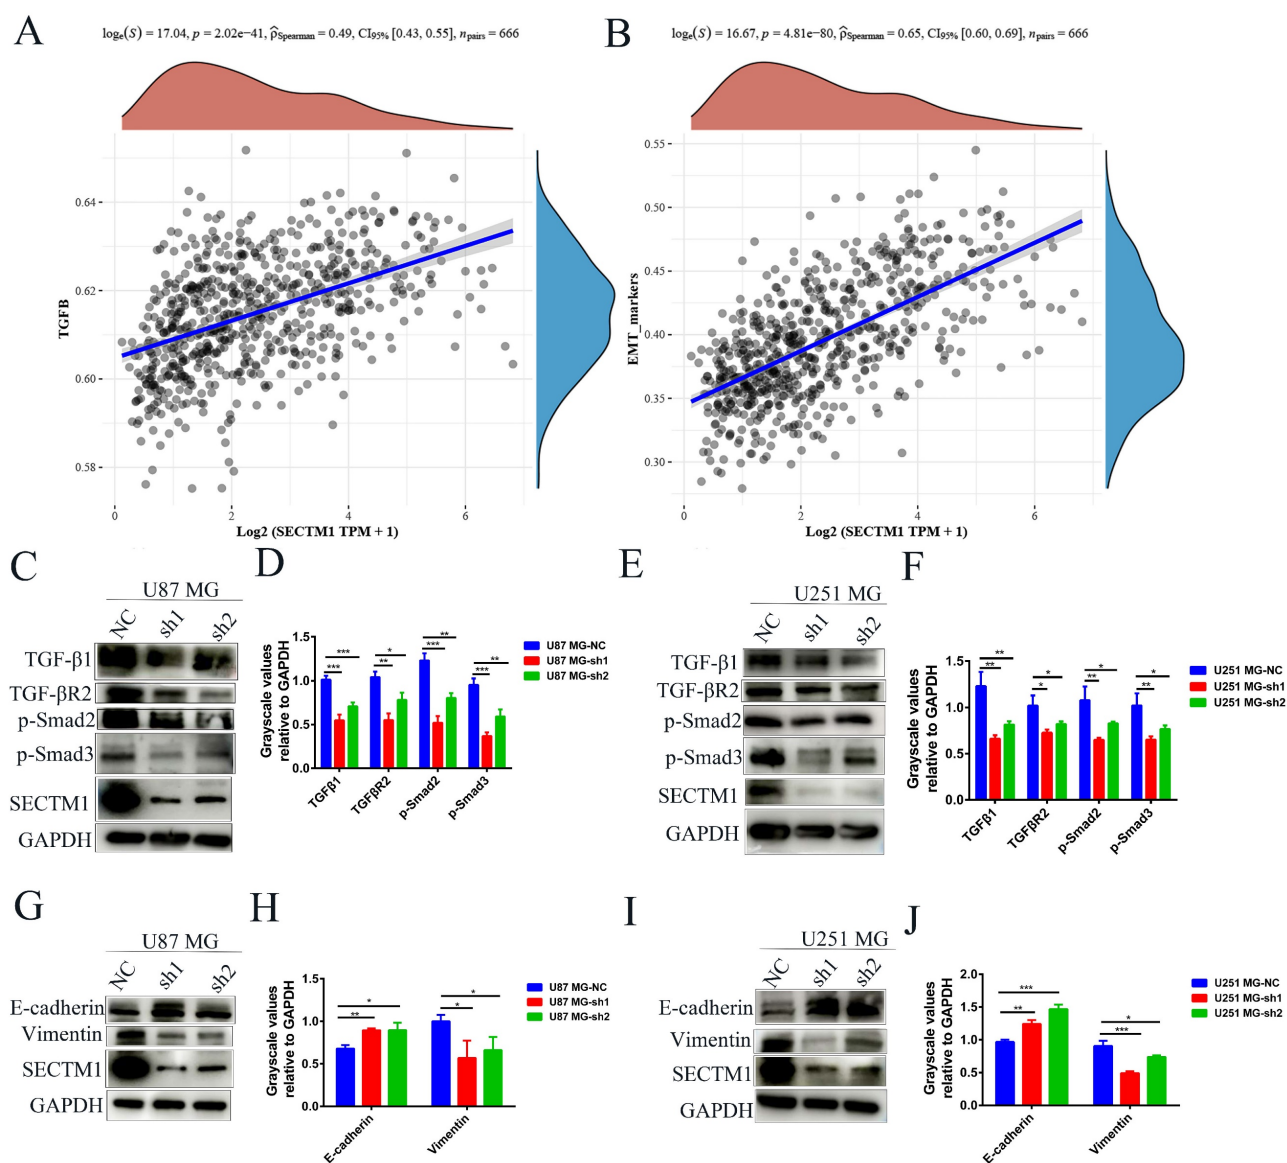 A
log_e(S) = 17.04, p = 2.02e−41, ρ̂_Spearman = 0.49, CI_95% [0.43, 0.55], n_pairs = 666
TGFB
0.64
0.62
0.60
0.58
0 2 4 6
Log2 (SECTM1 TPM + 1)
B
log_e(S) = 16.67, p = 4.81e−80, ρ̂_Spearman = 0.65, CI_95% [0.60, 0.69], n_pairs = 666
EMT_markers
0.55
0.50
0.45
0.40
0.35
0.30
0 2 4 6
Log2 (SECTM1 TPM + 1)
C
U87 MG
NC sh1 sh2
TGF-β1
TGF-βR2
p-Smad2
p-Smad3
SECTM1
GAPDH
D
Grayscale values
relative to GAPDH
1.5
1.0
0.5
0.0
*** ***
** *
*** **
*** **
TGFβ1 TGFβR2 p-Smad2 p-Smad3
U87 MG-NC
U87 MG-sh1
U87 MG-sh2
E
U251 MG
NC sh1 sh2
TGF-β1
TGF-βR2
p-Smad2
p-Smad3
SECTM1
GAPDH
F
Grayscale values
relative to GAPDH
1.5
1.0
0.5
0.0
** **
* *
** *
** *
TGFβ1 TGFβR2 p-Smad2 p-Smad3
U251 MG-NC
U251 MG-sh1
U251 MG-sh2
G
U87 MG
NC sh1 sh2
E-cadherin
Vimentin
SECTM1
GAPDH
H
Grayscale values
relative to GAPDH
1.5
1.0
0.5
0.0
** *
* *
E-cadherin Vimentin
U87 MG-NC
U87 MG-sh1
U87 MG-sh2
I
U251 MG
NC sh1 sh2
E-cadherin
Vimentin
SECTM1
GAPDH
J
Grayscale values
relative to GAPDH
2.0
1.5
1.0
0.5
0.0
** ***
*** *
E-cadherin Vimentin
U251 MG-NC
U251 MG-sh1
U251 MG-sh2